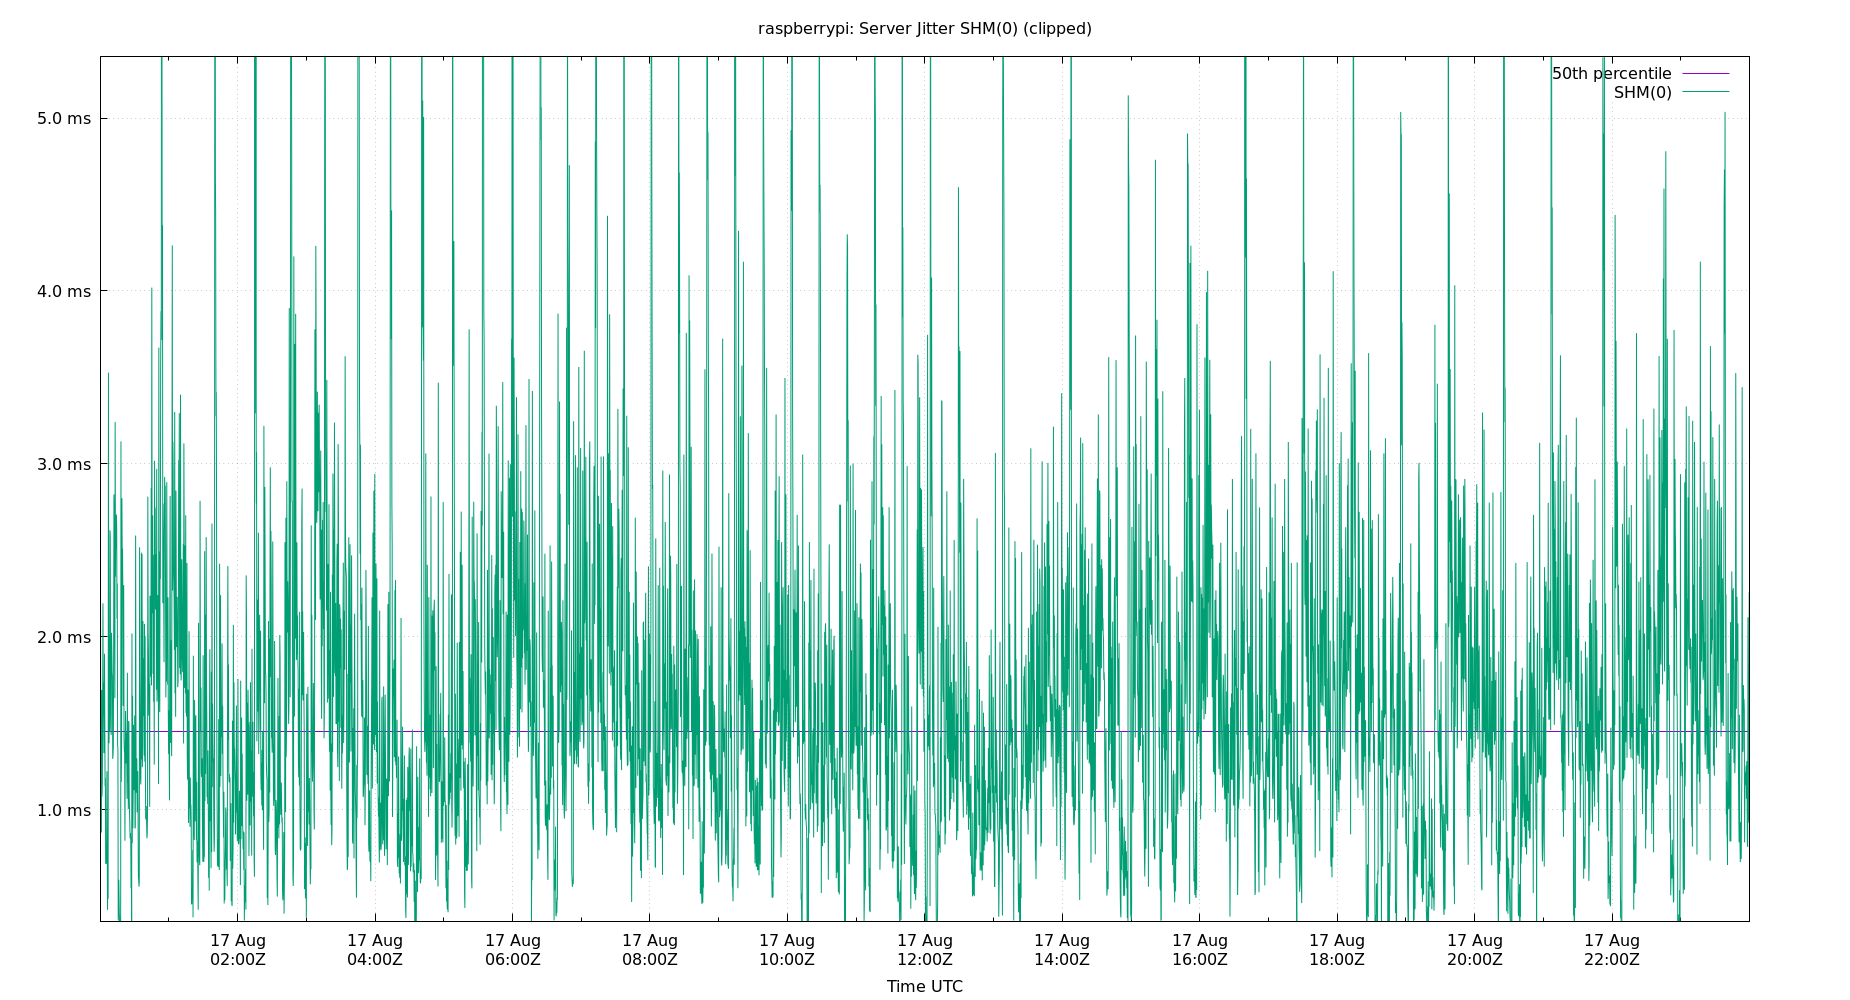 raspberrypi: Server Jitter SHM(0) (clipped)
50th percentile
SHM(0)
5.0 ms
4.0 ms
3.0 ms
2.0 ms
1.0 ms
17 Aug 17 Aug 17 Aug 17 Aug 17 Aug 17 Aug 17 Aug 17 Aug 17 Aug 17 Aug 17 Aug
02:00Z 04:00Z 06:00Z 08:00Z 10:00Z 12:00Z 14:00Z 16:00Z 18:00Z 20:00Z 22:00Z
Time UTC